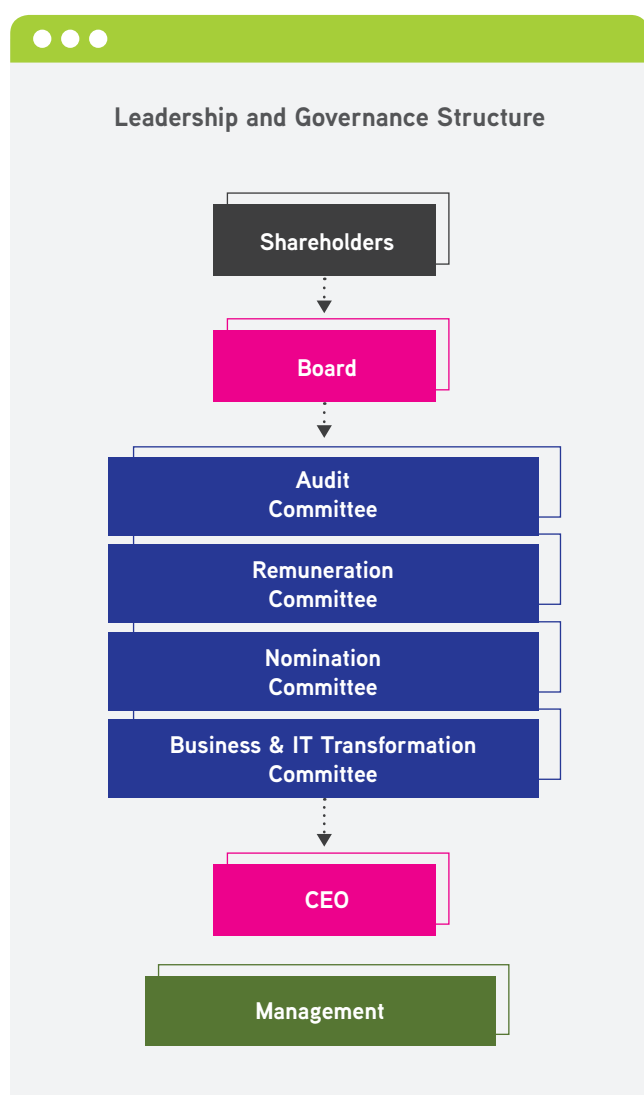 Leadership and Governance Structure
Shareholders
Board
Audit
Committee
Remuneration
Committee
Nomination
Committee
Business & IT Transformation
Committee
CEO
Management